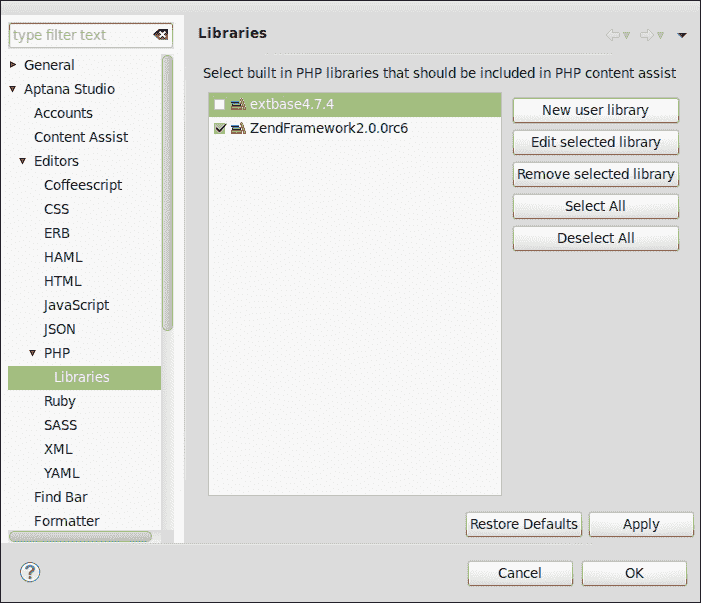 type filter text
General
Aptana Studio
Accounts
Content Assist
Editors
Coffeescript
CSS
ERB
HAML
HTML
JavaScript
JSON
PHP
Libraries
Ruby
SASS
XML
YAML
Find Bar
Formatter
Libraries
Select built in PHP libraries that should be included in PHP content assist
extbase4.7.4
ZendFramework2.0.0rc6
New user library
Edit selected library
Remove selected library
Select All
Deselect All
Restore Defaults
Apply
?
Cancel
OK